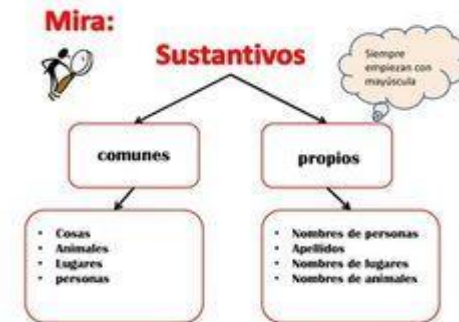 Mira:
Sustantivos
Siempre
empiezan con
mayúscula
comunes
propios
• Cosas
• Animales
• Lugares
• personas
• Nombres de personas
• Apellidos
• Nombres de lugares
• Nombres de animales